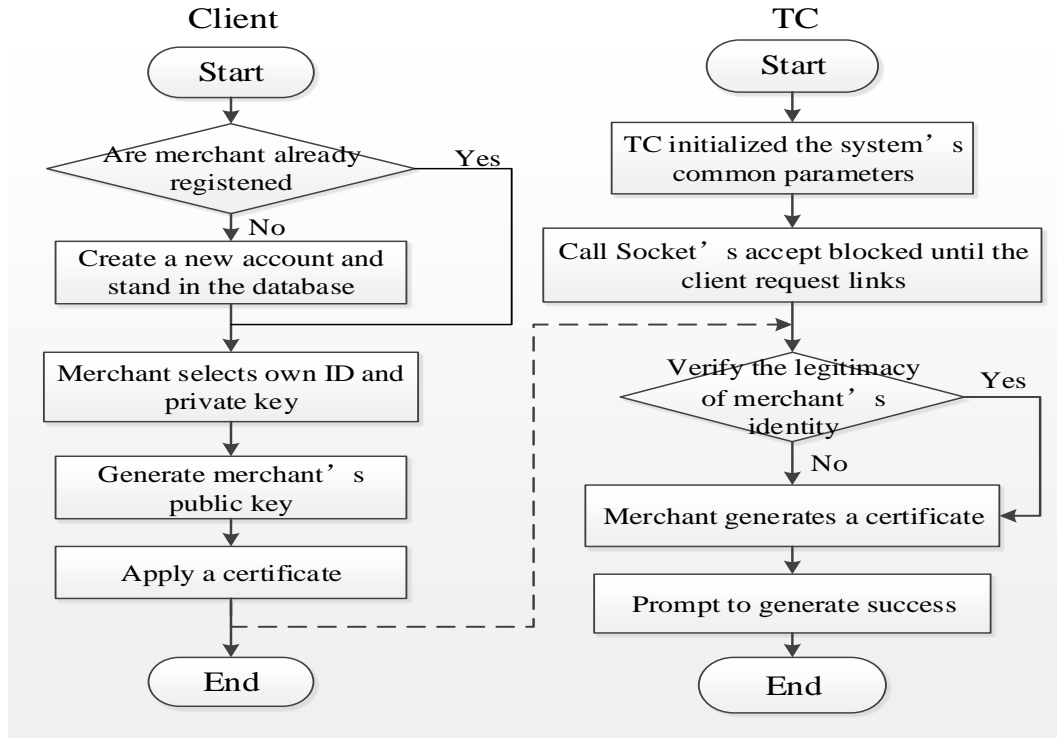 Client
Start
Are merchant already
registened
Yes
No
Create a new account and
stand in the database
Merchant selects own ID and
private key
Generate merchant’s
public key
Apply a certificate
End
TC
Start
TC initialized the system’s
common parameters
Call Socket’s accept blocked until the
client request links
Verify the legitimacy
of merchant’s
identity
Yes
No
Merchant generates a certificate
Prompt to generate success
End